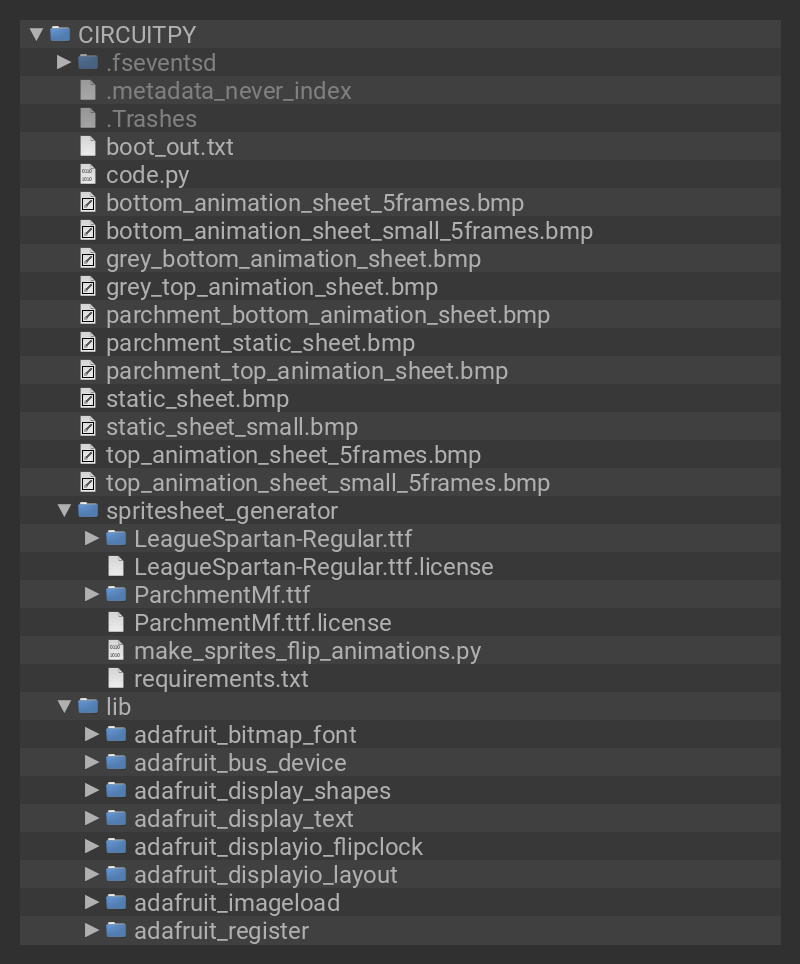 CIRCUITPY
.fseventsd
.metadata_never_index
.Trashes
boot_out.txt
code.py
bottom_animation_sheet_5frames.bmp
bottom_animation_sheet_small_5frames.bmp
grey_bottom_animation_sheet.bmp
grey_top_animation_sheet.bmp
parchment_bottom_animation_sheet.bmp
parchment_static_sheet.bmp
parchment_top_animation_sheet.bmp
static_sheet.bmp
static_sheet_small.bmp
top_animation_sheet_5frames.bmp
top_animation_sheet_small_5frames.bmp
spritesheet_generator
LeagueSpartan-Regular.ttf
LeagueSpartan-Regular.ttf.license
ParchmentMf.ttf
ParchmentMf.ttf.license
make_sprites_flip_animations.py
requirements.txt
lib
adafruit_bitmap_font
adafruit_bus_device
adafruit_display_shapes
adafruit_display_text
adafruit_displayio_flipclock
adafruit_displayio_layout
adafruit_imageload
adafruit_register